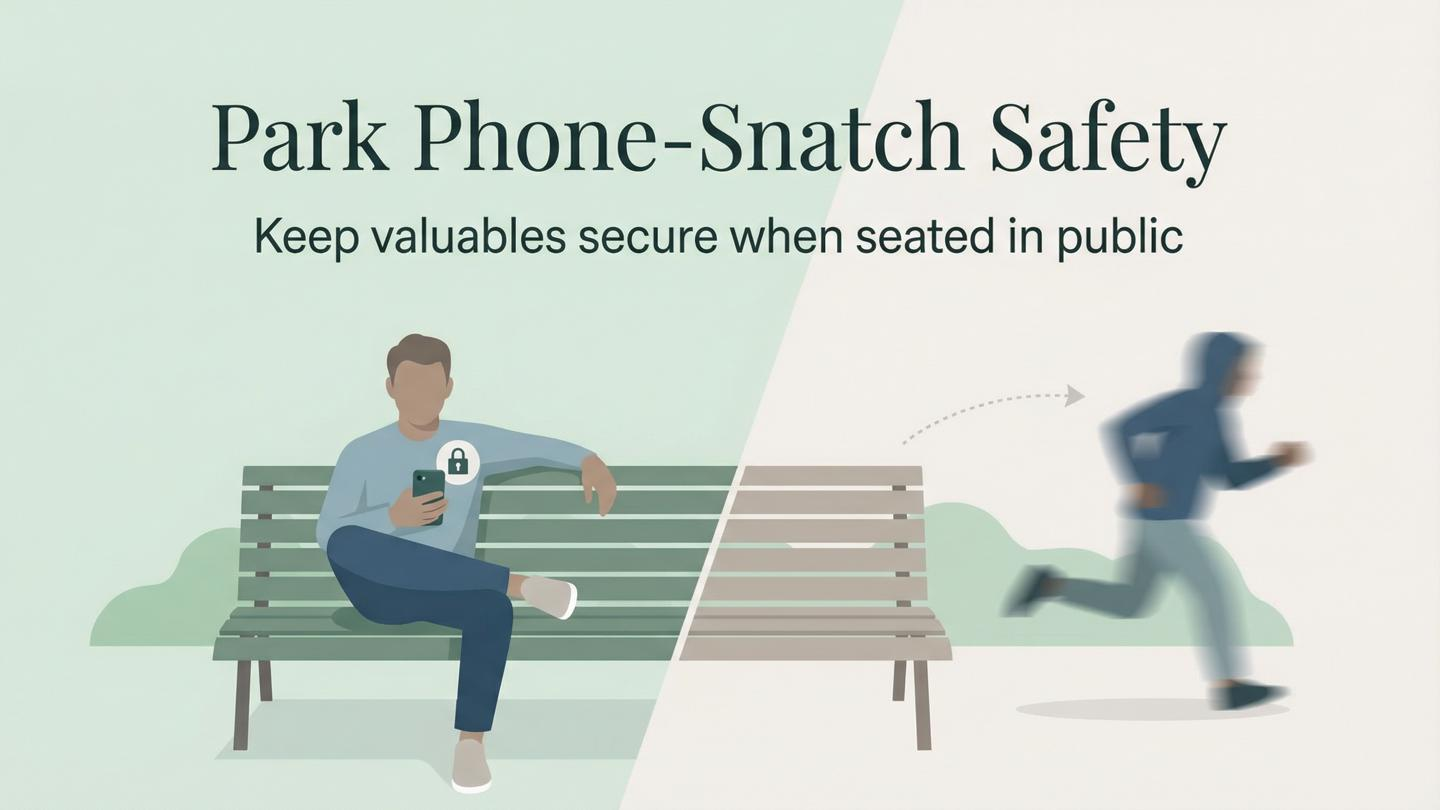 Park Phone-Snatch Safety
Keep valuables secure when seated in public